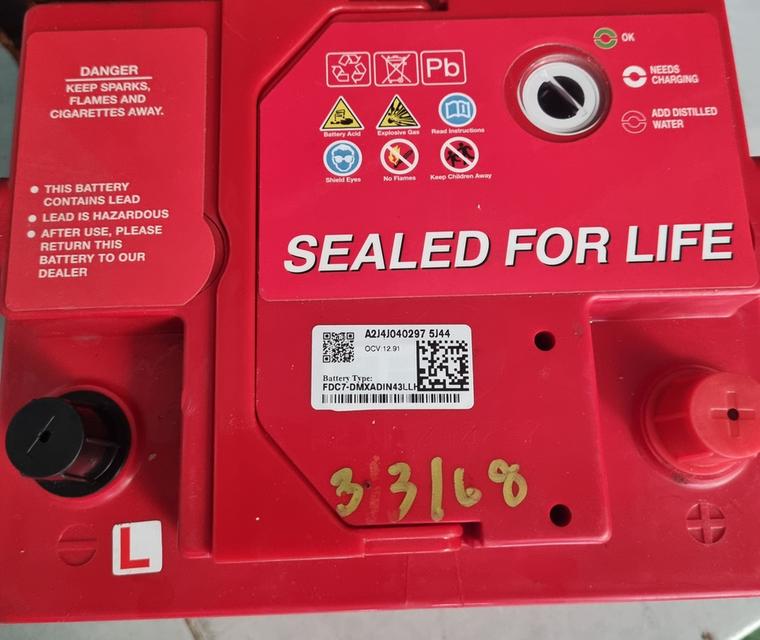 DANGER
KEEP SPARKS,
FLAMES AND
CIGARETTES AWAY.
• THIS BATTERY
CONTAINS LEAD
• LEAD IS HAZARDOUS
• AFTER USE, PLEASE
RETURN THIS
BATTERY TO OUR
DEALER
Pb
Battery Acid
Explosive Gas
Read Instructions
Shield Eyes
No Flames
Keep Children Away
OK
NEEDS
CHARGING
ADD DISTILLED
WATER
SEALED FOR LIFE
A2J4J040297 5J44
OCV:12.91
Battery Type:
FDC7-DMXADIN43LLH
3/3/68
L